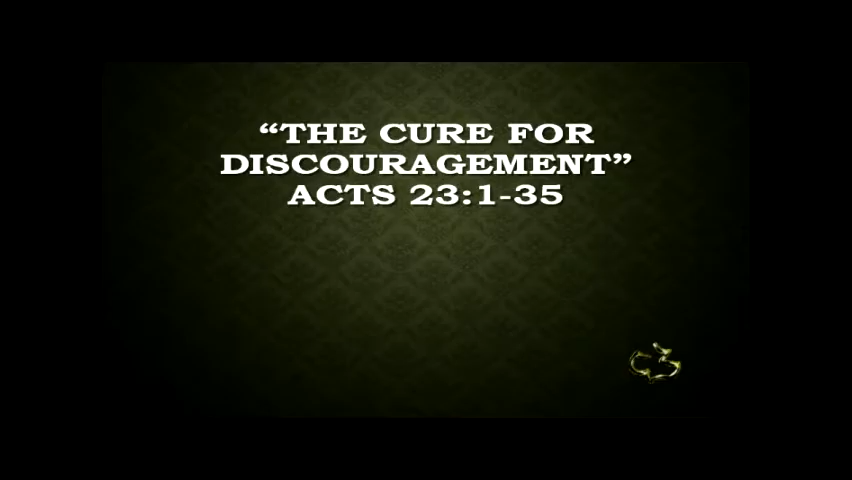 “THE CURE FOR
DISCOURAGEMENT”
ACTS 23:1-35